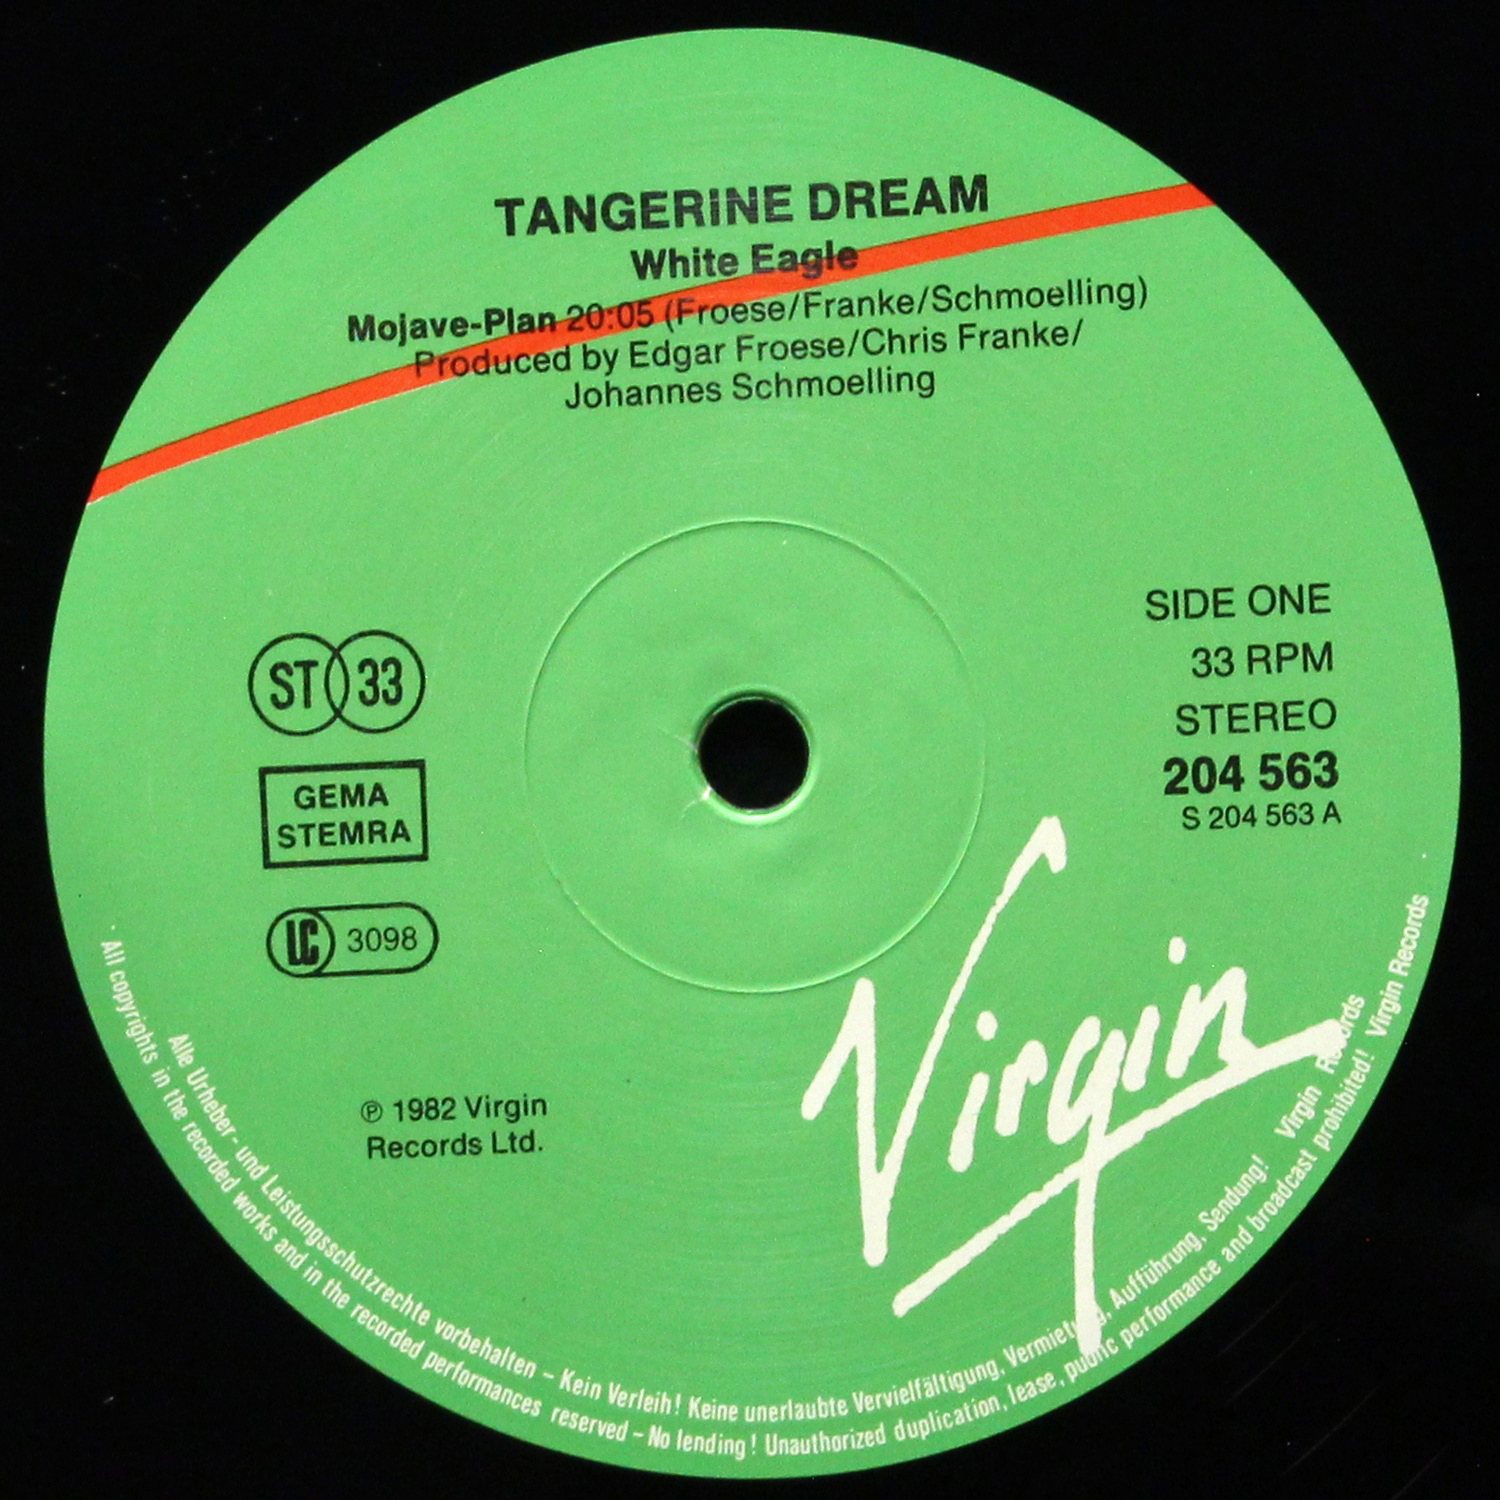 TANGERINE DREAM
White Eagle
Mojave-Plan 20:05 (Froese/Franke/Schmoelling)
Produced by Edgar Froese/Chris Franke/
Johannes Schmoelling
SIDE ONE
33 RPM
STEREO
204 563
S 204 563 A
ST 33
GEMA
STEMRA
LC 3098
℗ 1982 Virgin
Records Ltd.
Virgin
Alle Urheber- und Leistungsschutzrechte vorbehalten – Kein Verleih! Keine unerlaubte Vervielfältigung, Vermietung, Aufführung, Sendung! Virgin Records
· All copyrights in the recorded works and in the recorded performances reserved – No lending! Unauthorized duplication, lease, public performance and broadcast prohibited! Virgin Records ·